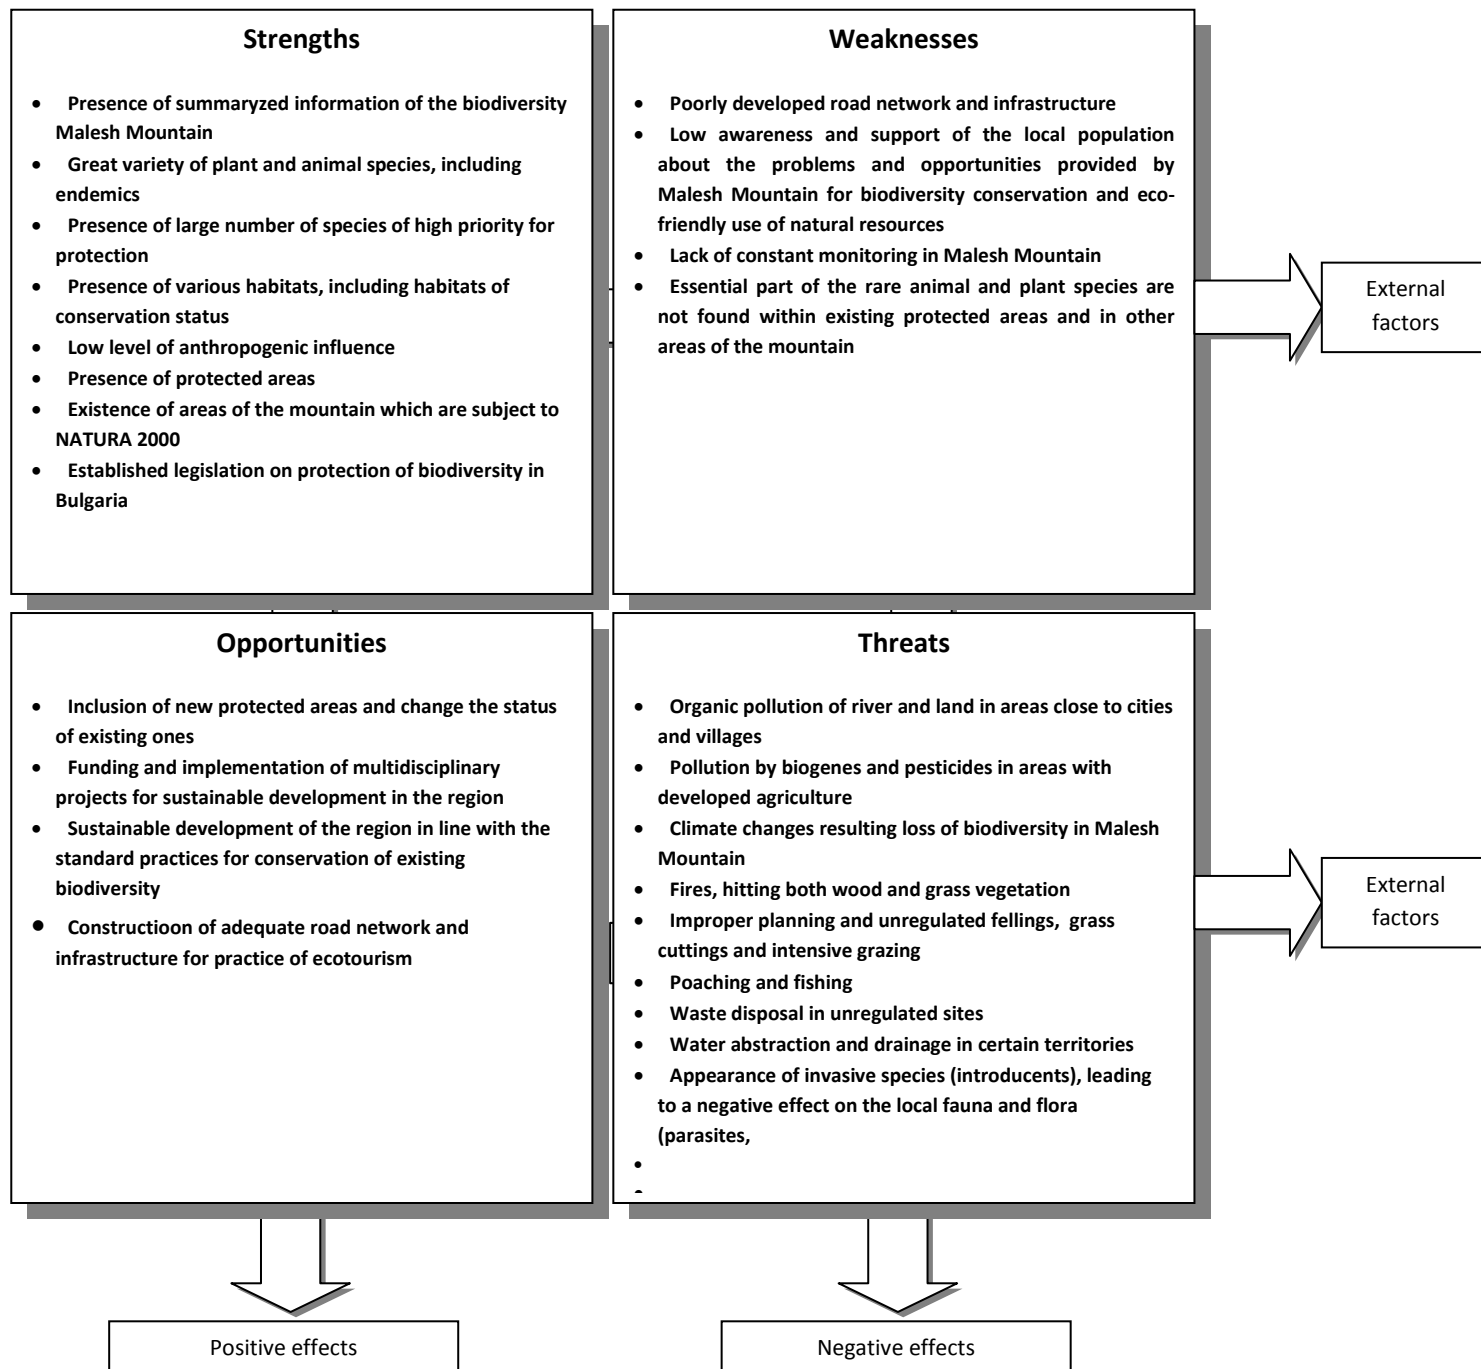 Strengths
• Presence of summaryzed information of the biodiversity
Malesh Mountain
• Great variety of plant and animal species, including
endemics
• Presence of large number of species of high priority for
protection
• Presence of various habitats, including habitats of
conservation status
• Low level of anthropogenic influence
• Presence of protected areas
• Existence of areas of the mountain which are subject to
NATURA 2000
• Established legislation on protection of biodiversity in
Bulgaria
Weaknesses
• Poorly developed road network and infrastructure
• Low awareness and support of the local population
about the problems and opportunities provided by
Malesh Mountain for biodiversity conservation and eco-
friendly use of natural resources
• Lack of constant monitoring in Malesh Mountain
• Essential part of the rare animal and plant species are
not found within existing protected areas and in other
areas of the mountain
External
factors
Opportunities
• Inclusion of new protected areas and change the status
of existing ones
• Funding and implementation of multidisciplinary
projects for sustainable development in the region
• Sustainable development of the region in line with the
standard practices for conservation of existing
biodiversity
• Constructioon of adequate road network and
infrastructure for practice of ecotourism
Threats
• Organic pollution of river and land in areas close to cities
and villages
• Pollution by biogenes and pesticides in areas with
developed agriculture
• Climate changes resulting loss of biodiversity in Malesh
Mountain
• Fires, hitting both wood and grass vegetation
• Improper planning and unregulated fellings, grass
cuttings and intensive grazing
• Poaching and fishing
• Waste disposal in unregulated sites
• Water abstraction and drainage in certain territories
• Appearance of invasive species (introducents), leading
to a negative effect on the local fauna and flora
(parasites,
•
•
External
factors
Positive effects
Negative effects